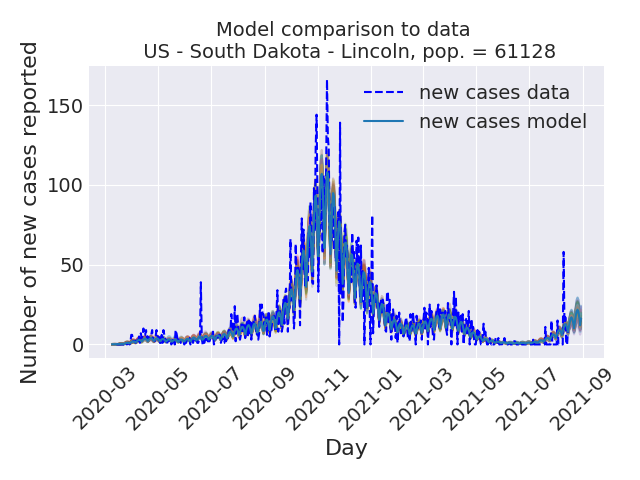 Model comparison to data
US - South Dakota - Lincoln, pop. = 61128
Number of new cases reported
150
100
50
0
new cases data
new cases model
2020-03
2020-05
2020-07
2020-09
2020-11
2021-01
2021-03
2021-05
2021-07
2021-09
Day